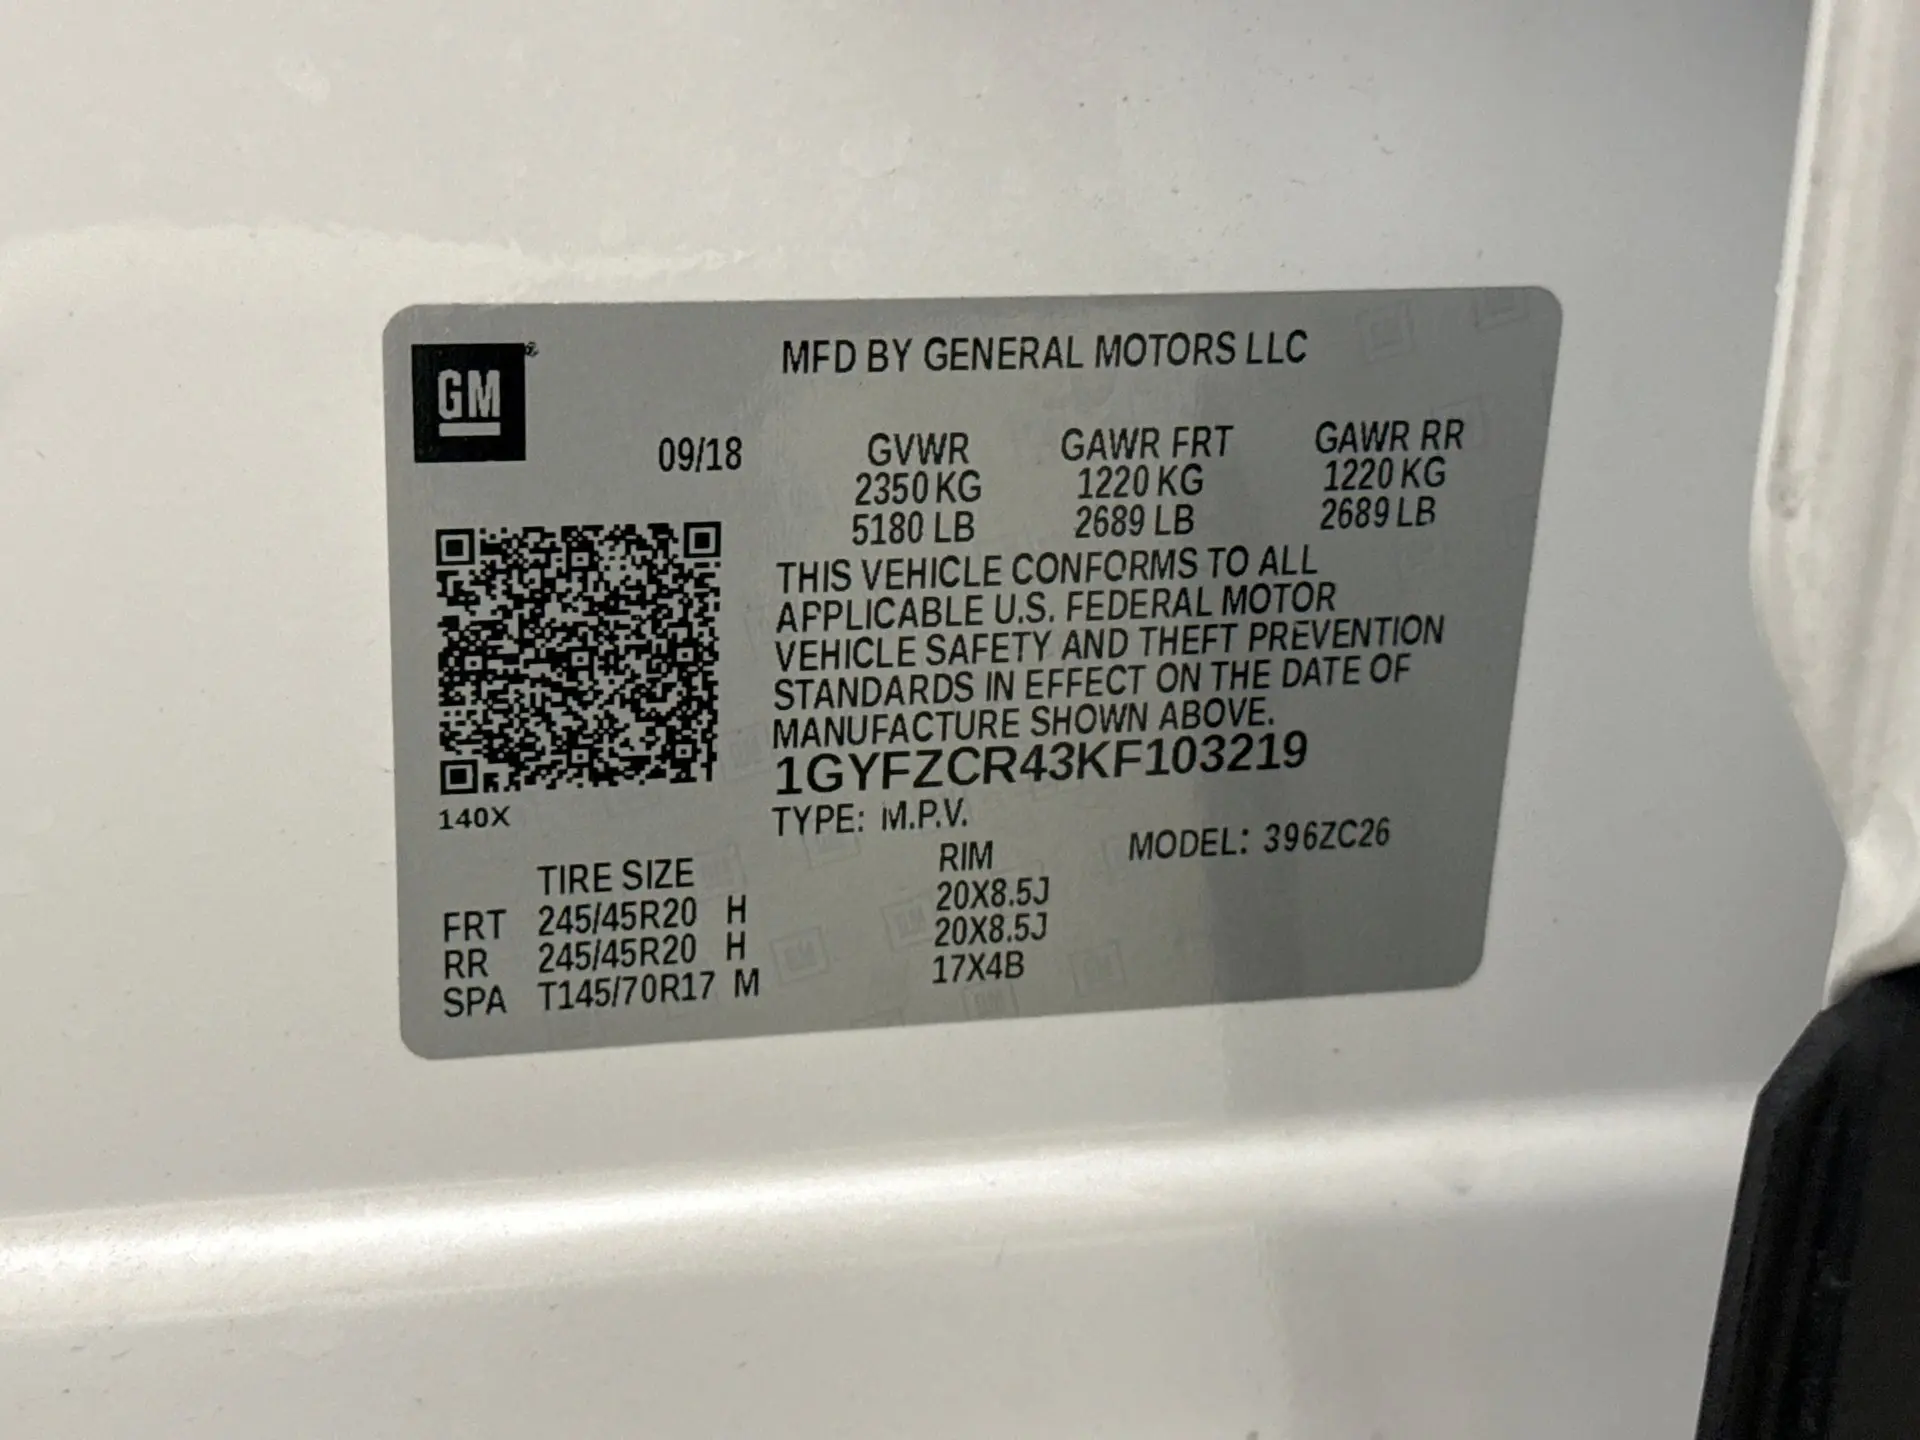 GM
MFD BY GENERAL MOTORS LLC
09/18 GVWR GAWR FRT GAWR RR
2350 KG 1220 KG 1220 KG
5180 LB 2689 LB 2689 LB
THIS VEHICLE CONFORMS TO ALL
APPLICABLE U.S. FEDERAL MOTOR
VEHICLE SAFETY AND THEFT PREVENTION
STANDARDS IN EFFECT ON THE DATE OF
MANUFACTURE SHOWN ABOVE.
1GYFZCR43KF103219
140X
TYPE: M.P.V. MODEL: 396ZC26
TIRE SIZE RIM
FRT 245/45R20 H 20X8.5J
RR 245/45R20 H 20X8.5J
SPA T145/70R17 M 17X4B